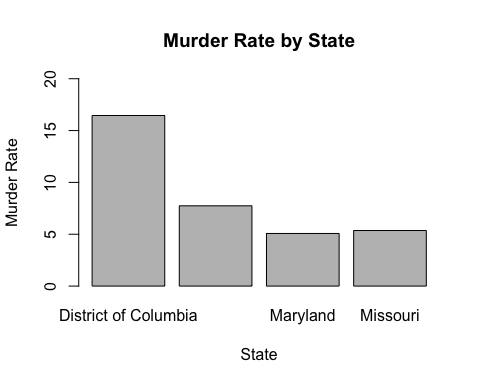 Murder Rate by State
Murder Rate
20
15
10
5
0
District of Columbia
Maryland
Missouri
State